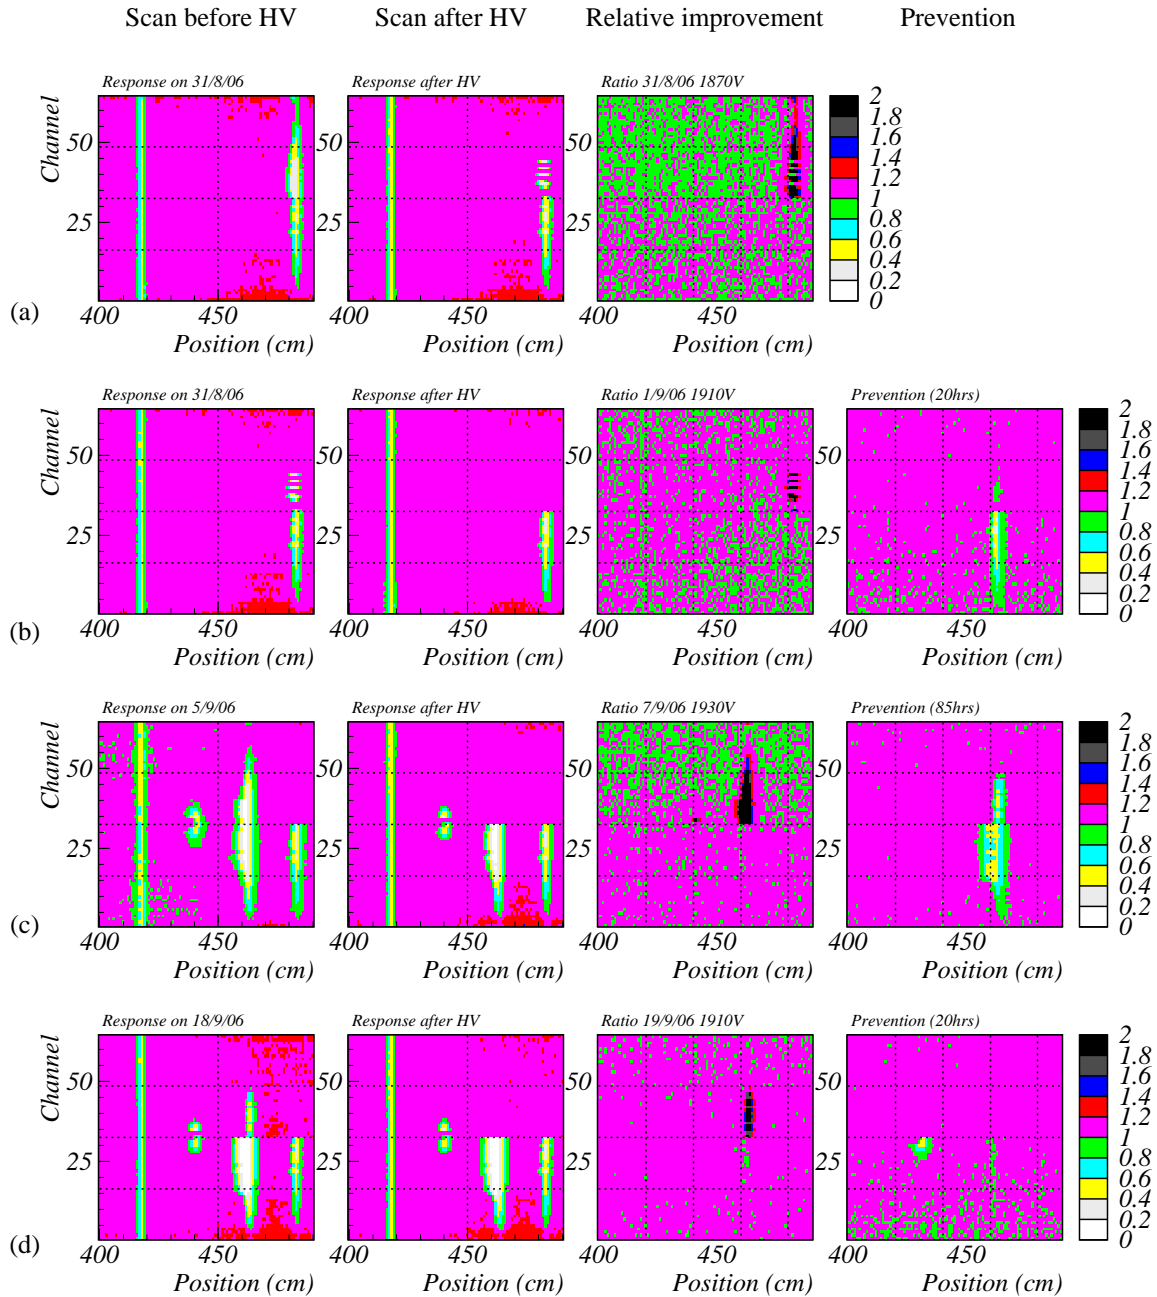 Scan before HV Scan after HV Relative improvement Prevention
Response on 31/8/06 Response after HV Ratio 31/8/06 1870V
Channel
50 50
25 25
2
1.8
1.6
1.4
1.2
1
0.8
0.6
0.4
0.2
0
(a)
400 450 400 450 400 450
Position (cm) Position (cm) Position (cm)
Response on 31/8/06 Response after HV Ratio 1/9/06 1910V Prevention (20hrs)
Channel
50 50 50
25 25 25
2
1.8
1.6
1.4
1.2
1
0.8
0.6
0.4
0.2
0
(b)
400 450 400 450 400 450 400 450
Position (cm) Position (cm) Position (cm) Position (cm)
Response on 5/9/06 Response after HV Ratio 7/9/06 1930V Prevention (85hrs)
Channel
50 50 50
25 25 25
2
1.8
1.6
1.4
1.2
1
0.8
0.6
0.4
0.2
0
(c)
400 450 400 450 400 450 400 450
Position (cm) Position (cm) Position (cm) Position (cm)
Response on 18/9/06 Response after HV Ratio 19/9/06 1910V Prevention (20hrs)
Channel
50 50 50
25 25 25
2
1.8
1.6
1.4
1.2
1
0.8
0.6
0.4
0.2
0
(d)
400 450 400 450 400 450 400 450
Position (cm) Position (cm) Position (cm) Position (cm)